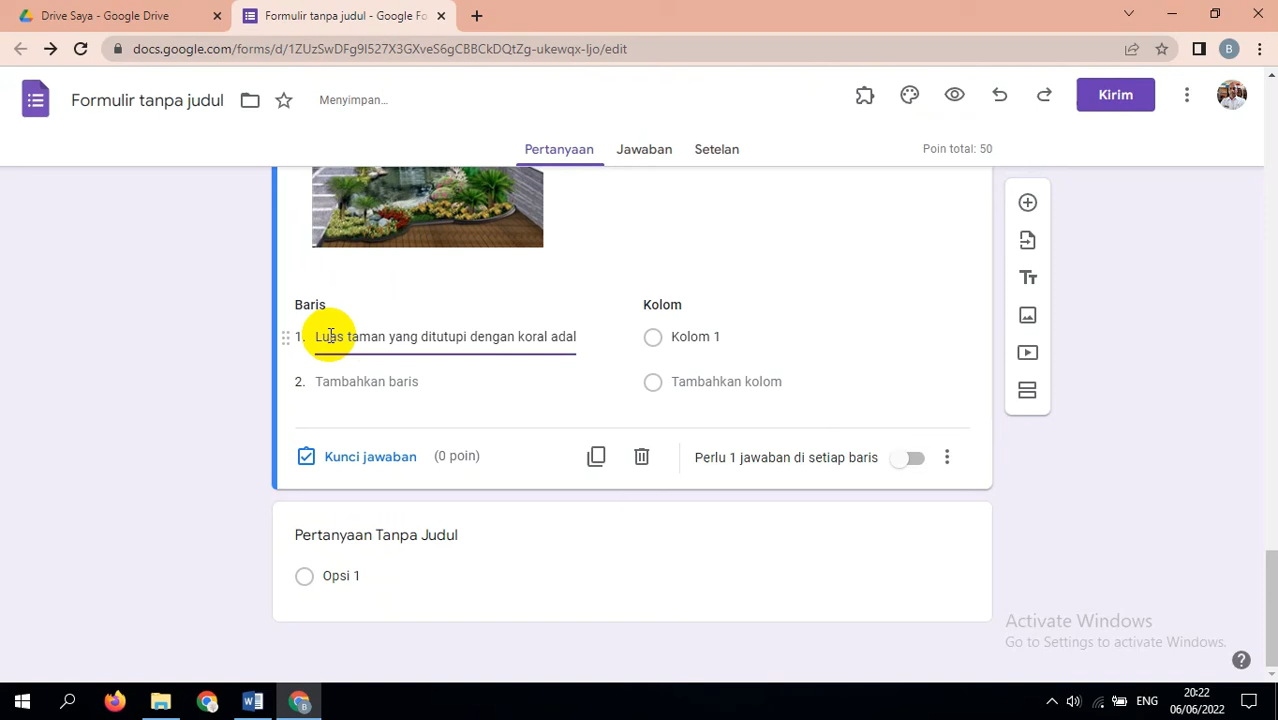 Drive Saya - Google Drive
Formulir tanpa judul - Google Fo
docs.google.com/forms/d/1ZUzSwDFg9I527X3GXveS6gCBBCkDQtZg-ukewqx-ljo/edit
B
Formulir tanpa judul
Menyimpan...
Kirim
Pertanyaan
Jawaban
Setelan
Poin total: 50
Baris
Kolom
1. Luas taman yang ditutupi dengan koral adal
Kolom 1
2. Tambahkan baris
Tambahkan kolom
Kunci jawaban
(0 poin)
Perlu 1 jawaban di setiap baris
Pertanyaan Tanpa Judul
Opsi 1
Activate Windows
Go to Settings to activate Windows.
ENG
20:22
06/06/2022